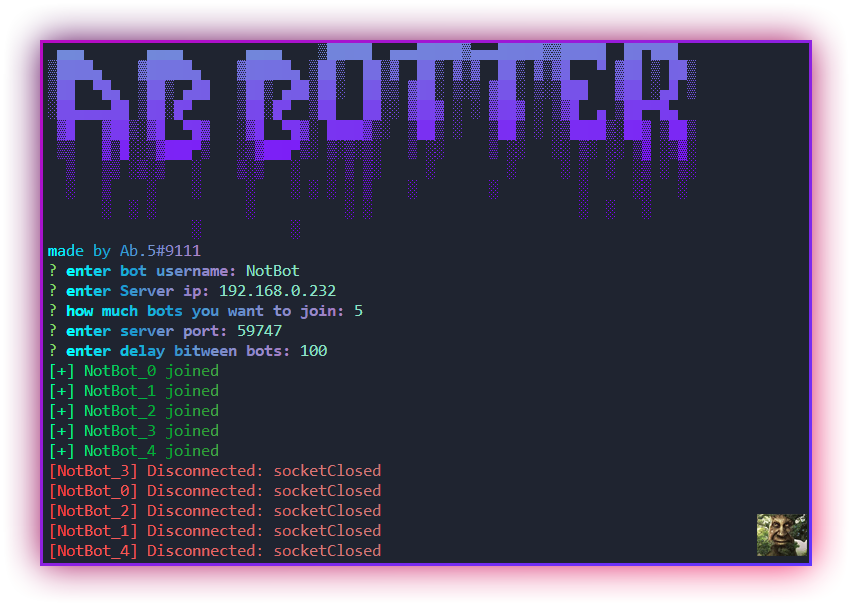 AB BOTTER
made by Ab.5#9111
? enter bot username: NotBot
? enter Server ip: 192.168.0.232
? how much bots you want to join: 5
? enter server port: 59747
? enter delay bitween bots: 100
[+] NotBot_0 joined
[+] NotBot_1 joined
[+] NotBot_2 joined
[+] NotBot_3 joined
[+] NotBot_4 joined
[NotBot_3] Disconnected: socketClosed
[NotBot_0] Disconnected: socketClosed
[NotBot_2] Disconnected: socketClosed
[NotBot_1] Disconnected: socketClosed
[NotBot_4] Disconnected: socketClosed